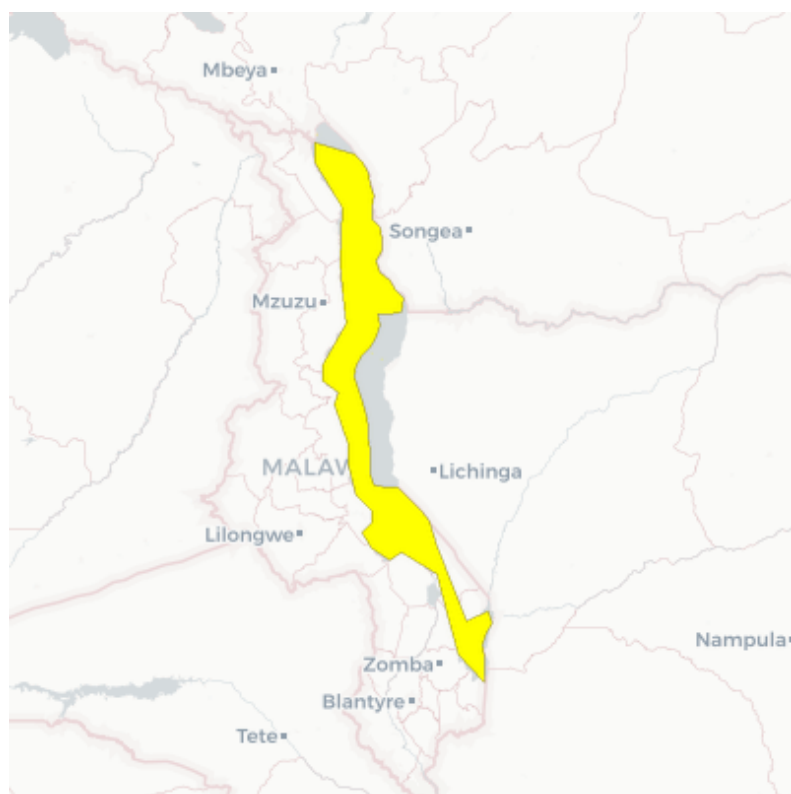 Mbeya
Songea
Mzuzu
MALAW
Lichinga
Lilongwe
Nampula
Zomba
Blantyre
Tete